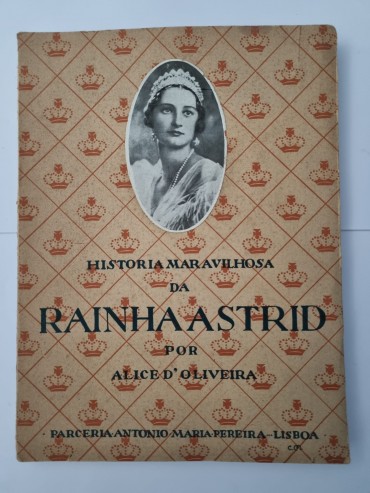 HISTORIA MARAVILHOSA
DA
RAINHA ASTRID
POR
ALICE D'OLIVEIRA
PARCERIA·ANTONIO·MARIA·PEREIRA–LISBOA